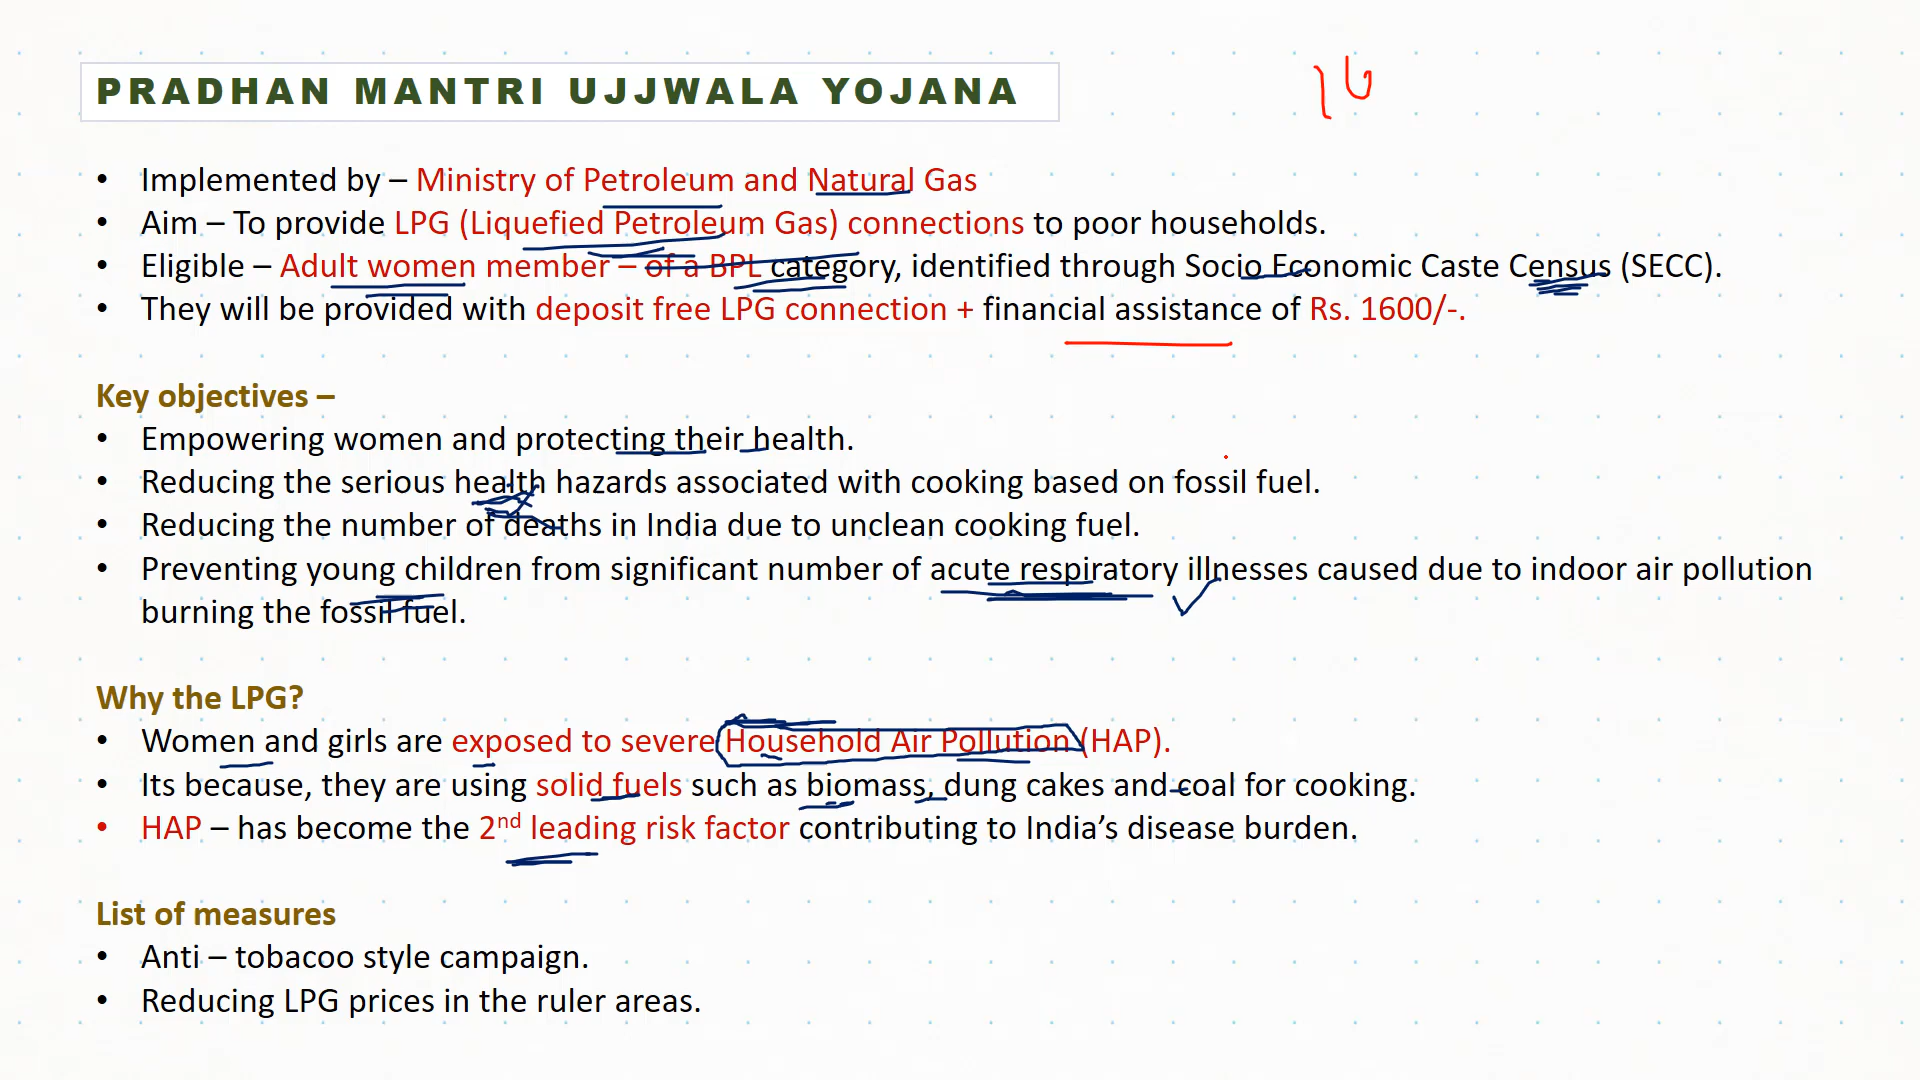 PRADHAN MANTRI UJJWALA YOJANA
16
• Implemented by – Ministry of Petroleum and Natural Gas
• Aim – To provide LPG (Liquefied Petroleum Gas) connections to poor households.
• Eligible – Adult women member – of a BPL category, identified through Socio Economic Caste Census (SECC).
• They will be provided with deposit free LPG connection + financial assistance of Rs. 1600/-.
Key objectives –
• Empowering women and protecting their health.
• Reducing the serious health hazards associated with cooking based on fossil fuel.
• Reducing the number of deaths in India due to unclean cooking fuel.
• Preventing young children from significant number of acute respiratory illnesses caused due to indoor air pollution
burning the fossil fuel.
Why the LPG?
• Women and girls are exposed to severe Household Air Pollution (HAP).
• Its because, they are using solid fuels such as biomass, dung cakes and coal for cooking.
• HAP – has become the 2nd leading risk factor contributing to India’s disease burden.
List of measures
• Anti – tobacoo style campaign.
• Reducing LPG prices in the ruler areas.